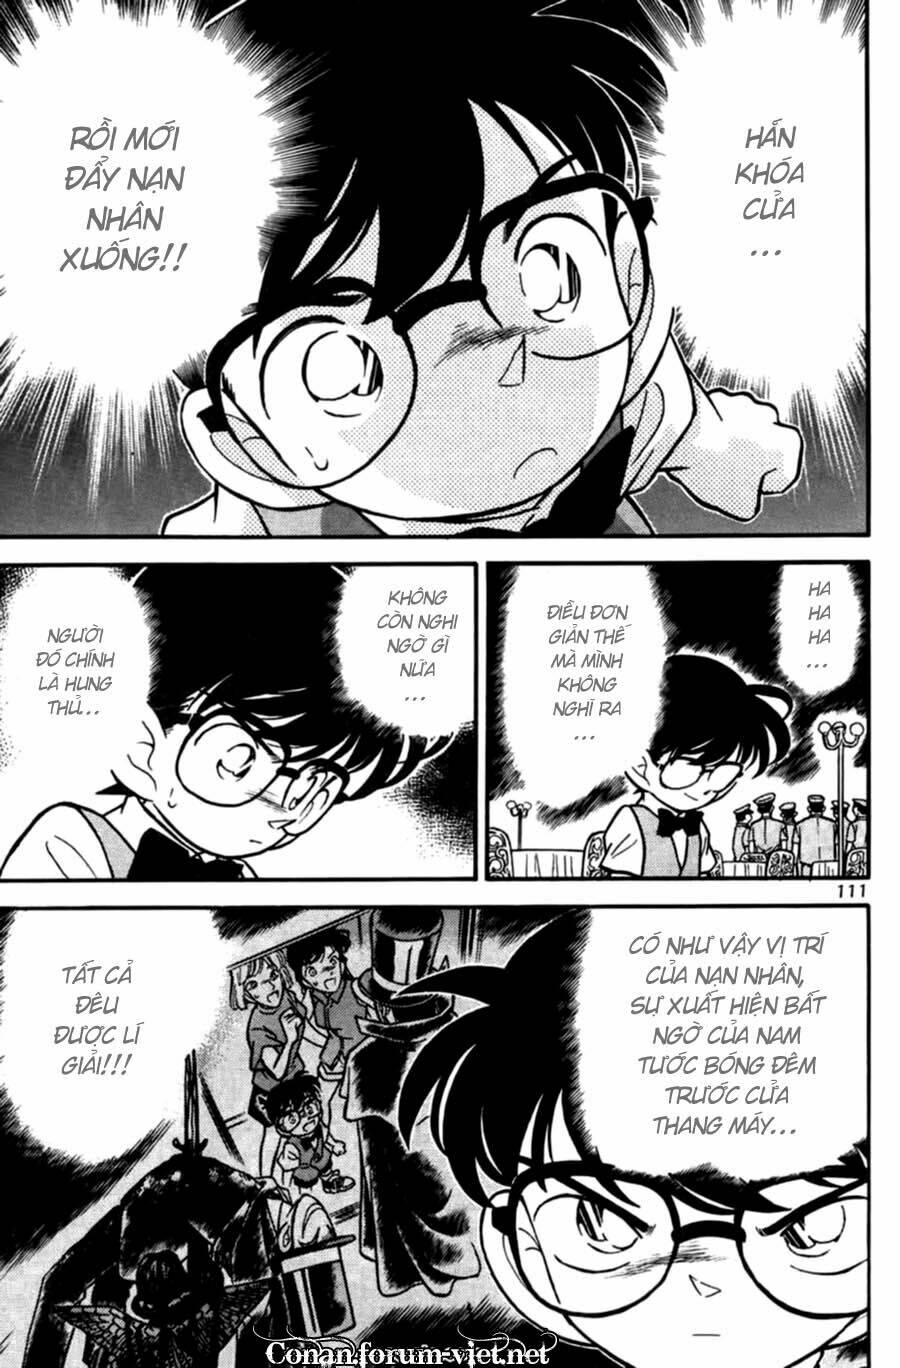 HẮN
KHÓA
CỬA
...
RỒI MỚI
ĐẨY NẠN
NHÂN
XUỐNG!!
HA
HA
HA
...
ĐIỀU ĐƠN
GIẢN THẾ
MÀ MÌNH
KHÔNG
NGHĨ RA
...
KHÔNG
CÒN NGHI
NGỜ GÌ
NỮA
...
NGƯỜI
ĐÓ CHÍNH
LÀ HUNG
THỦ...
111
CÓ NHƯ VẬY VỊ TRÍ
CỦA NẠN NHÂN,
SỰ XUẤT HIỆN BẤT
NGỜ CỦA NAM
TƯỚC BÓNG ĐÊM
TRƯỚC CỬA
THANG MÁY...
TẤT CẢ
ĐÊU
ĐƯỢC LÍ
GIẢI!!!
Conan.forum-viet.net